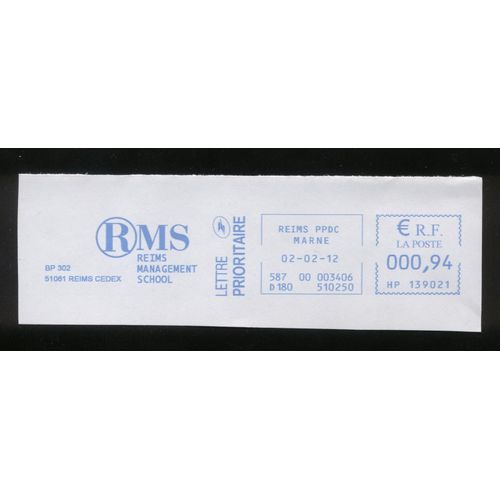 RMS
REIMS
MANAGEMENT
SCHOOL
BP 302
51061 REIMS CEDEX
LETTRE
PRIORITAIRE
REIMS PPDC
MARNE
02-02-12
587 00 003406
D180 510250
€ R.F.
LA POSTE
000,94
HP 139021